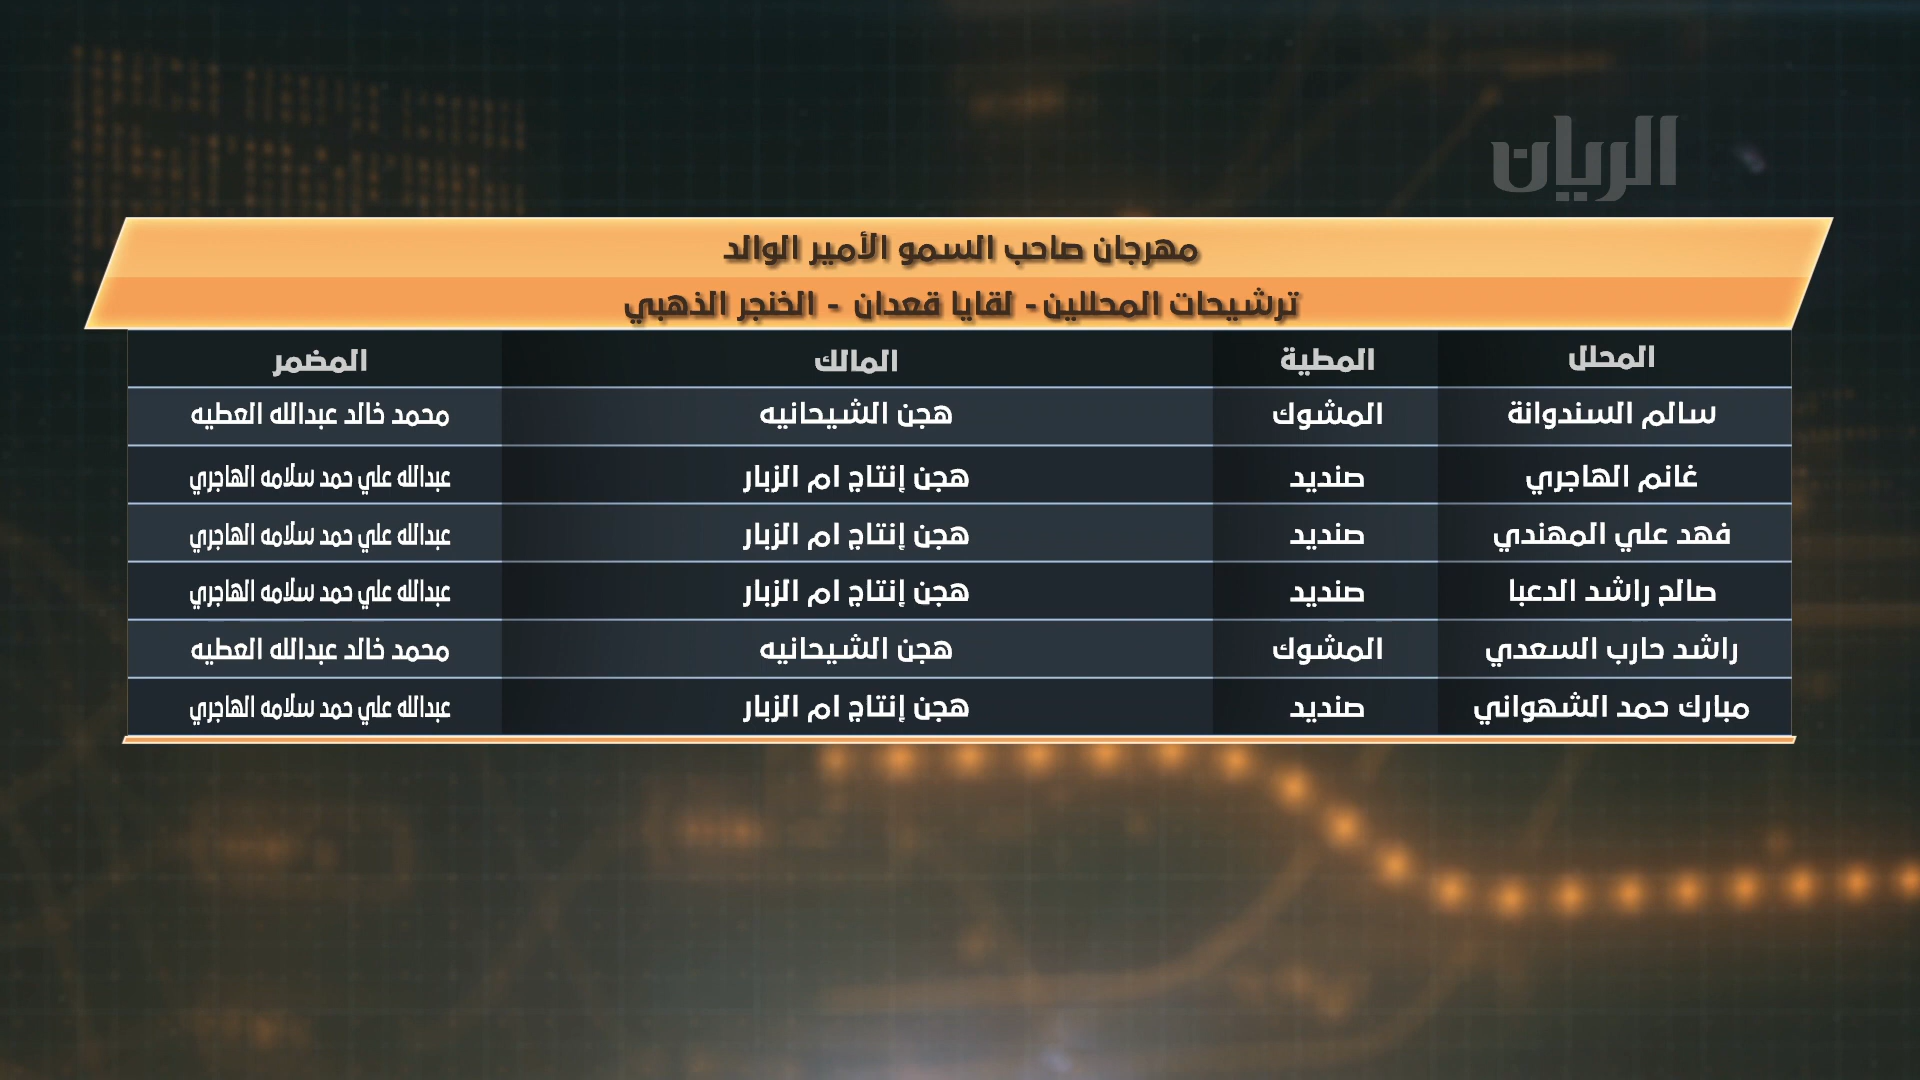 الريان
مهرجان صاحب السمو الأمير الوالد
ترشيحات المحللين - لقايا قعدان - الخنجر الذهبي
المحلل المطية المالك المضمر
سالم السندوانة المشوك هجن الشيحانيه محمد خالد عبدالله العطيه
غانم الهاجري صنديد هجن إنتاج ام الزبار عبدالله علي حمد سلامه الهاجري
فهد علي المهندي صنديد هجن إنتاج ام الزبار عبدالله علي حمد سلامه الهاجري
صالح راشد الدعبا صنديد هجن إنتاج ام الزبار عبدالله علي حمد سلامه الهاجري
راشد حارب السعدي المشوك هجن الشيحانيه محمد خالد عبدالله العطيه
مبارك حمد الشهواني صنديد هجن إنتاج ام الزبار عبدالله علي حمد سلامه الهاجري